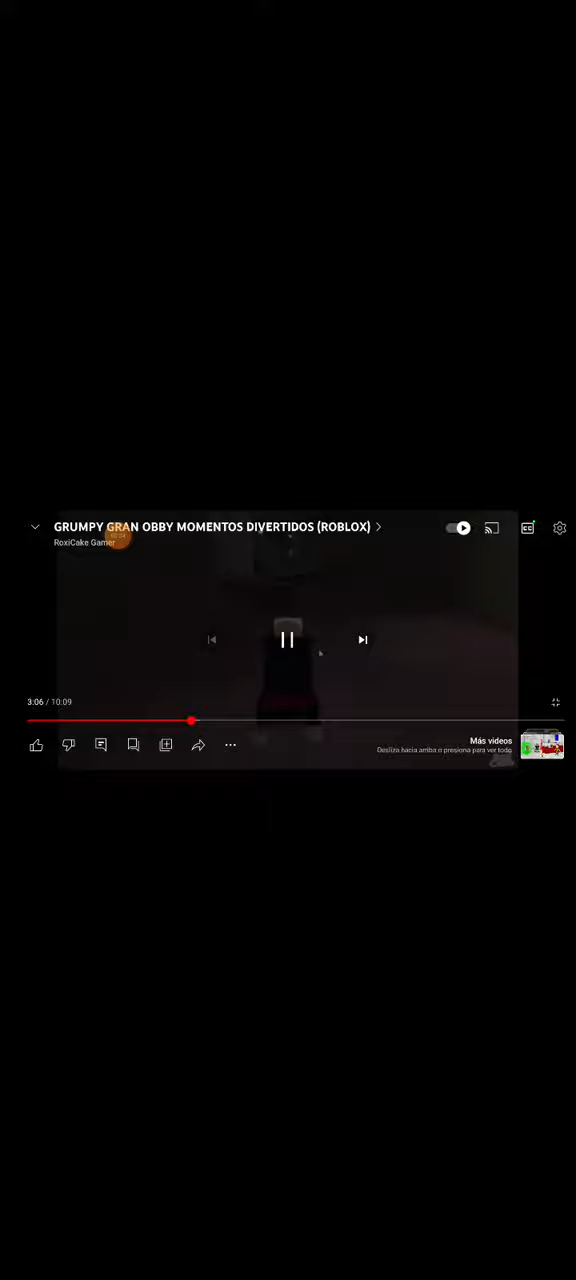 GRUMPY GRAN OBBY MOMENTOS DIVERTIDOS (ROBLOX)
RoxiCake Gamer
CC
3:06 / 10:09
Más videos
Desliza hacia arriba o presiona para ver todo